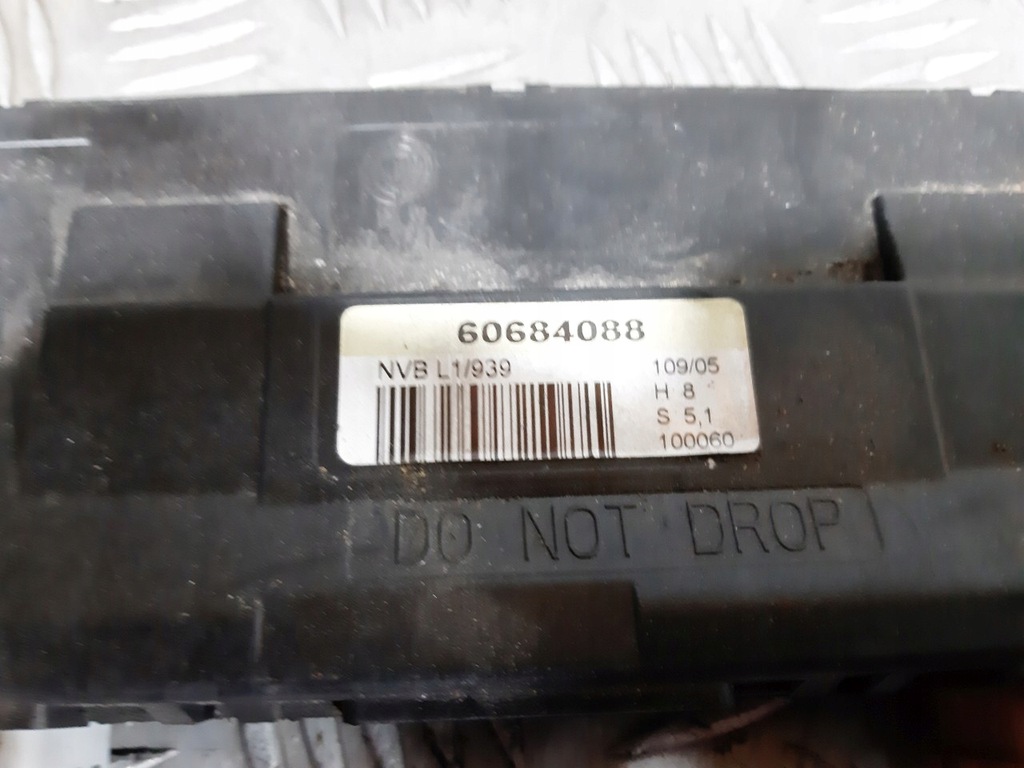 60684088
NVB L1/939
109/05
H 8
S 5,1
100060
DO NOT DROP !